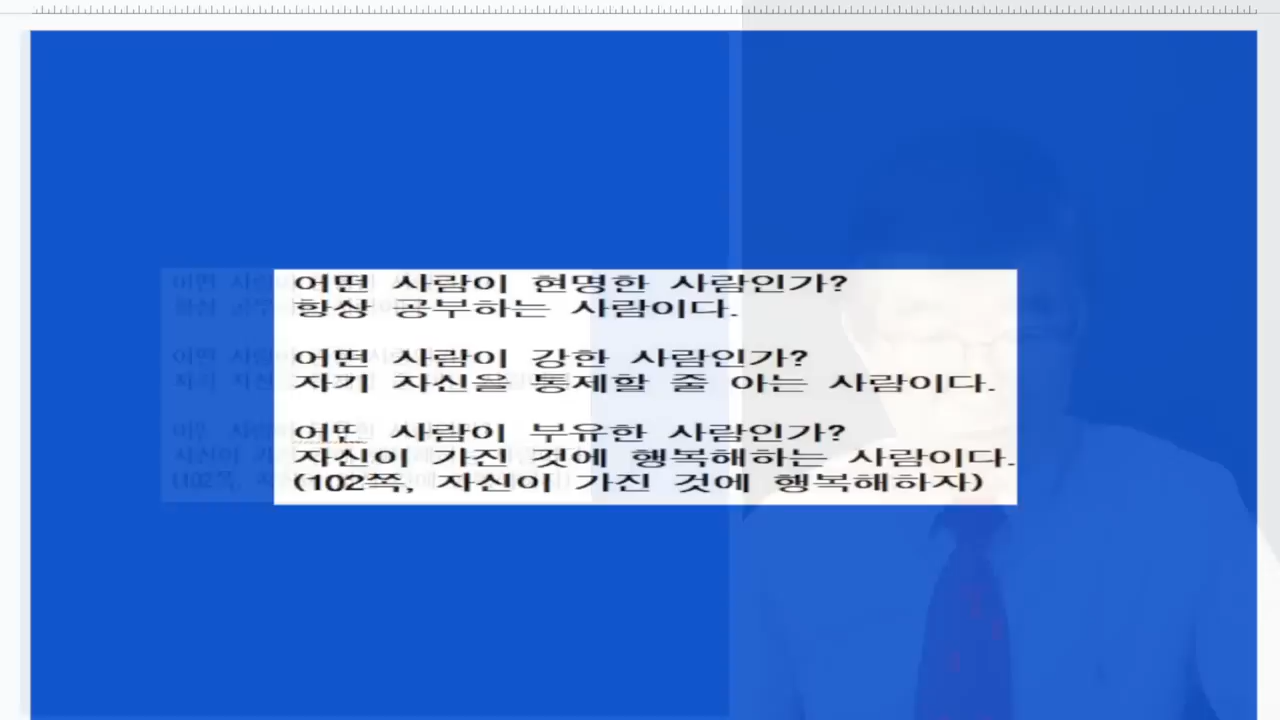 어떤 사람이 현명한 사람인가?
항상 공부하는 사람이다.
어떤 사람이 강한 사람인가?
자기 자신을 통제할 줄 아는 사람이다.
어떤 사람이 부유한 사람인가?
자신이 가진 것에 행복해하는 사람이다.
(102쪽, 자신이 가진 것에 행복해하자)